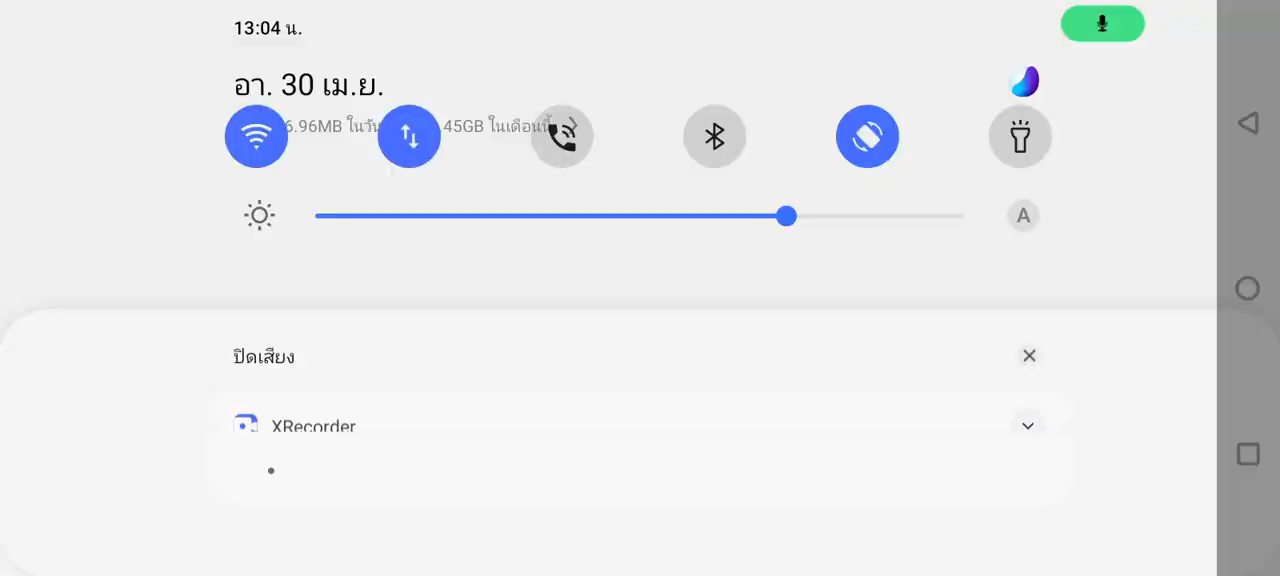 13:04 น.
อา. 30 เม.ย.
6.96MB ในวัน 45GB ในเดือนนี้
A
ปิดเสียง
XRecorder